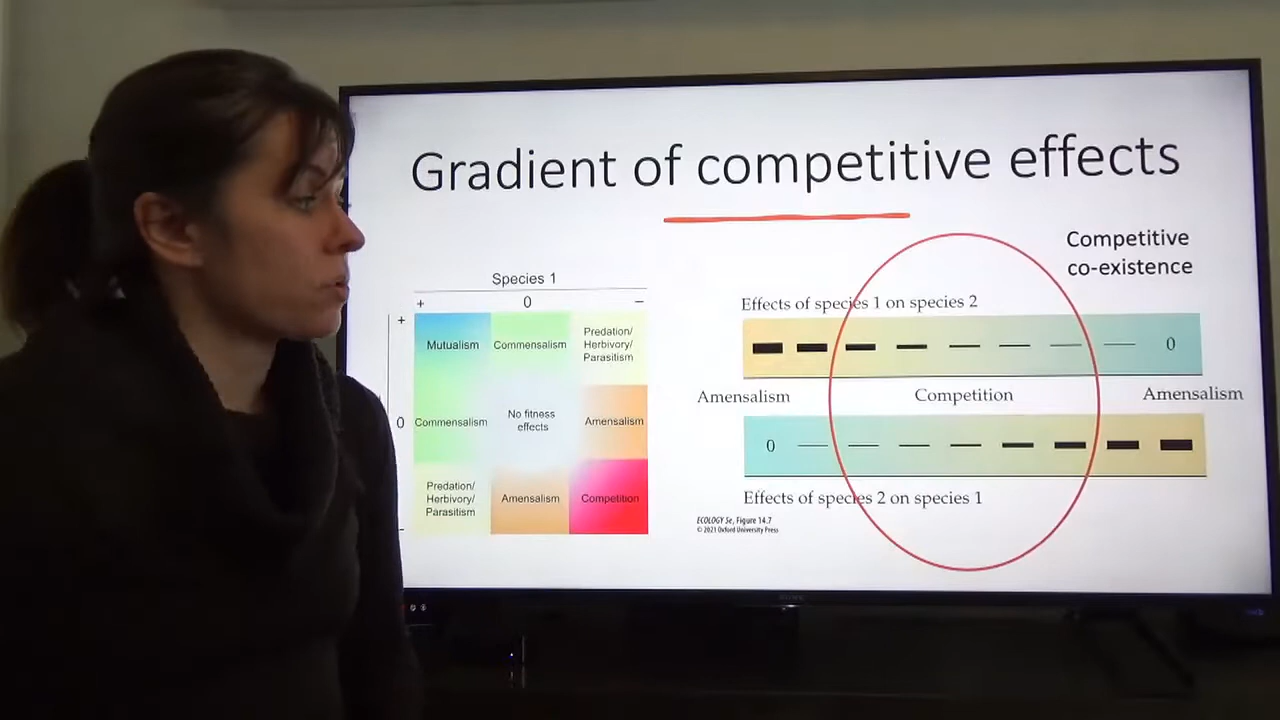 Gradient of competitive effects
Competitive
co-existence
Species 1
+ 0 −
+
Mutualism
Commensalism
Predation/
Herbivory/
Parasitism
0
Commensalism
No fitness
effects
Amensalism
Predation/
Herbivory/
Parasitism
Amensalism
Competition
-
Effects of species 1 on species 2
0
Amensalism
Competition
Amensalism
0
Effects of species 2 on species 1
ECOLOGY 5e, Figure 14.7
© 2021 Oxford University Press
SONY